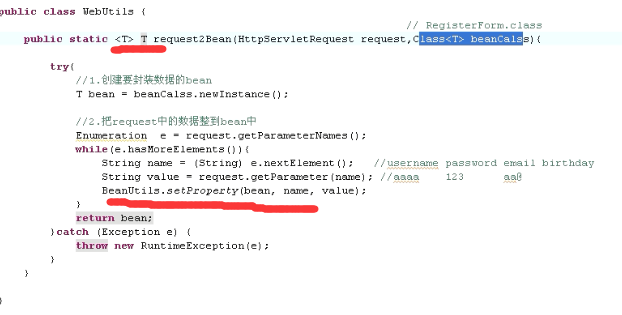 public class WebUtils {
// RegisterForm.class
public static <T> T request2Bean(HttpServletRequest request,Class<T> beanCalss){
try{
//1.创建要封装数据的bean
T bean = beanCalss.newInstance();
//2.把request中的数据整到bean中
Enumeration e = request.getParameterNames();
while(e.hasMoreElements()){
String name = (String) e.nextElement(); //username password email birthday
String value = request.getParameter(name); //aaaa 123 aa@
BeanUtils.setProperty(bean, name, value);
}
return bean;
}catch (Exception e) {
throw new RuntimeException(e);
}
}
}